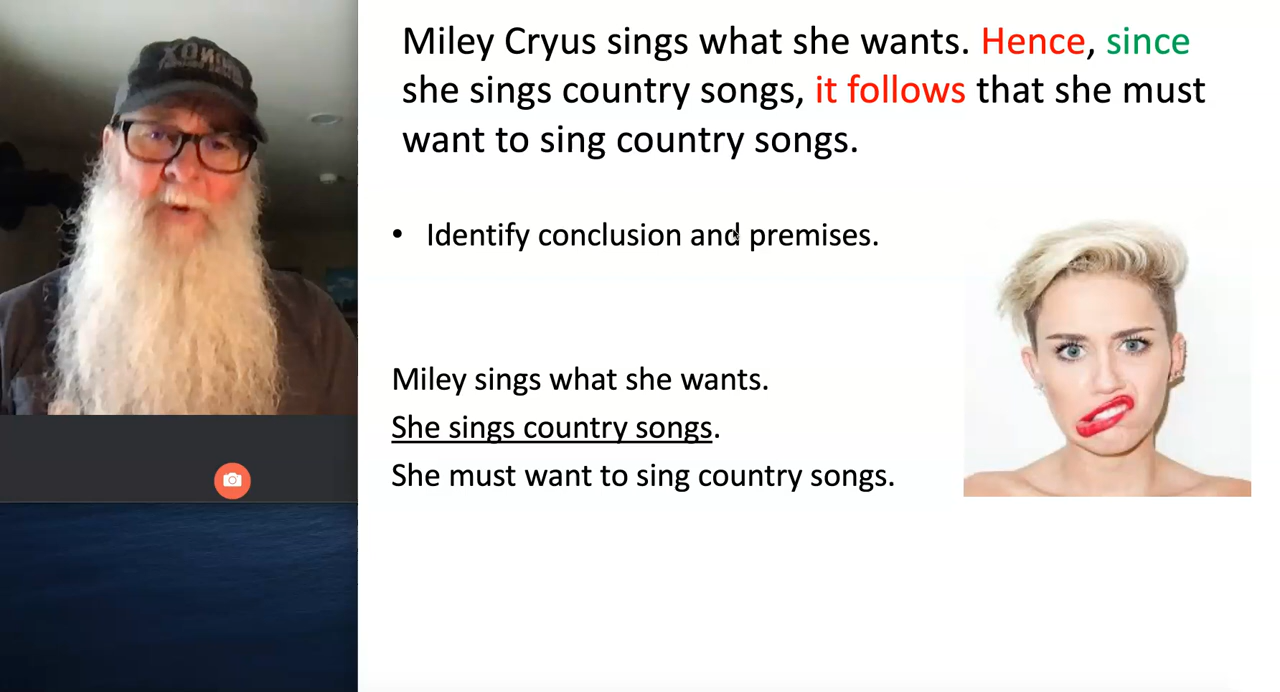 Miley Cryus sings what she wants. Hence, since
she sings country songs, it follows that she must
want to sing country songs.
• Identify conclusion and premises.
Miley sings what she wants.
She sings country songs.
She must want to sing country songs.